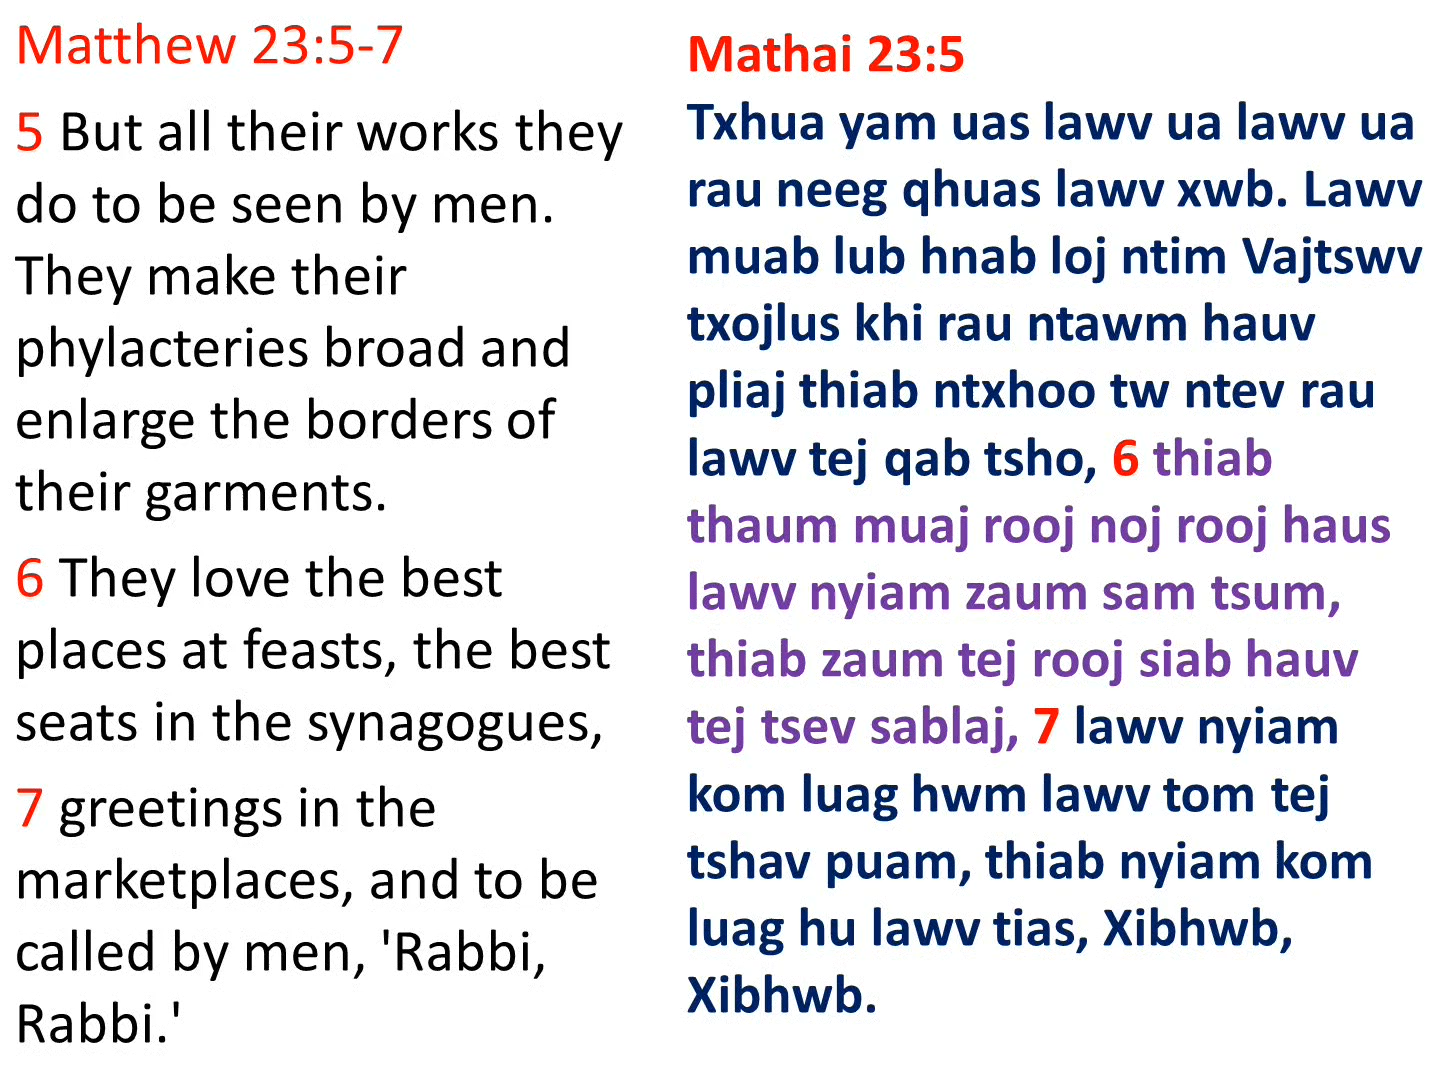 Matthew 23:5-7
5 But all their works they
do to be seen by men.
They make their
phylacteries broad and
enlarge the borders of
their garments.
6 They love the best
places at feasts, the best
seats in the synagogues,
7 greetings in the
marketplaces, and to be
called by men, 'Rabbi,
Rabbi.'
Mathai 23:5
Txhua yam uas lawv ua lawv ua
rau neeg qhuas lawv xwb. Lawv
muab lub hnab loj ntim Vajtswv
txojlus khi rau ntawm hauv
pliaj thiab ntxhoo tw ntev rau
lawv tej qab tsho, 6 thiab
thaum muaj rooj noj rooj haus
lawv nyiam zaum sam tsum,
thiab zaum tej rooj siab hauv
tej tsev sablaj, 7 lawv nyiam
kom luag hwm lawv tom tej
tshav puam, thiab nyiam kom
luag hu lawv tias, Xibhwb,
Xibhwb.